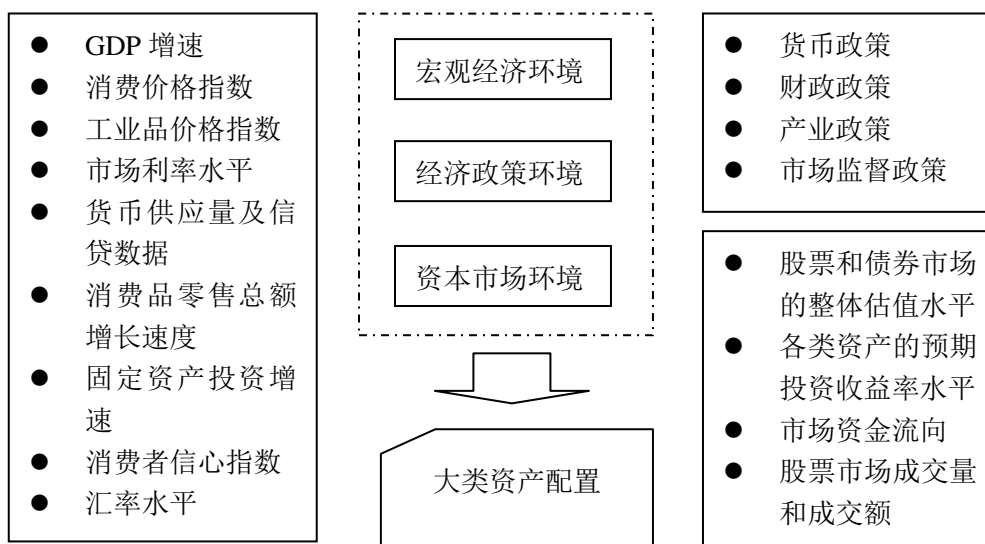 GDP 增速
消费价格指数
工业品价格指数
市场利率水平
货币供应量及信
贷数据
消费品零售总额
增长速度
固定资产投资增
速
消费者信心指数
汇率水平
宏观经济环境
经济政策环境
资本市场环境
大类资产配置
货币政策
财政政策
产业政策
市场监督政策
股票和债券市场
的整体估值水平
各类资产的预期
投资收益率水平
市场资金流向
股票市场成交量
和成交额